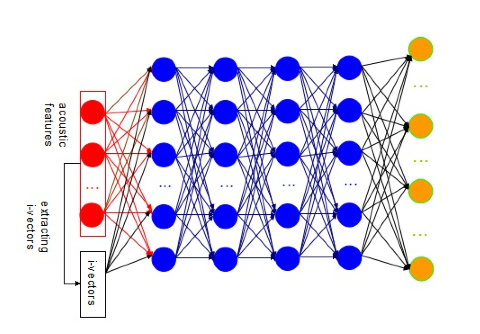 acoustic
features
extracting
i-vectors
i-vectors